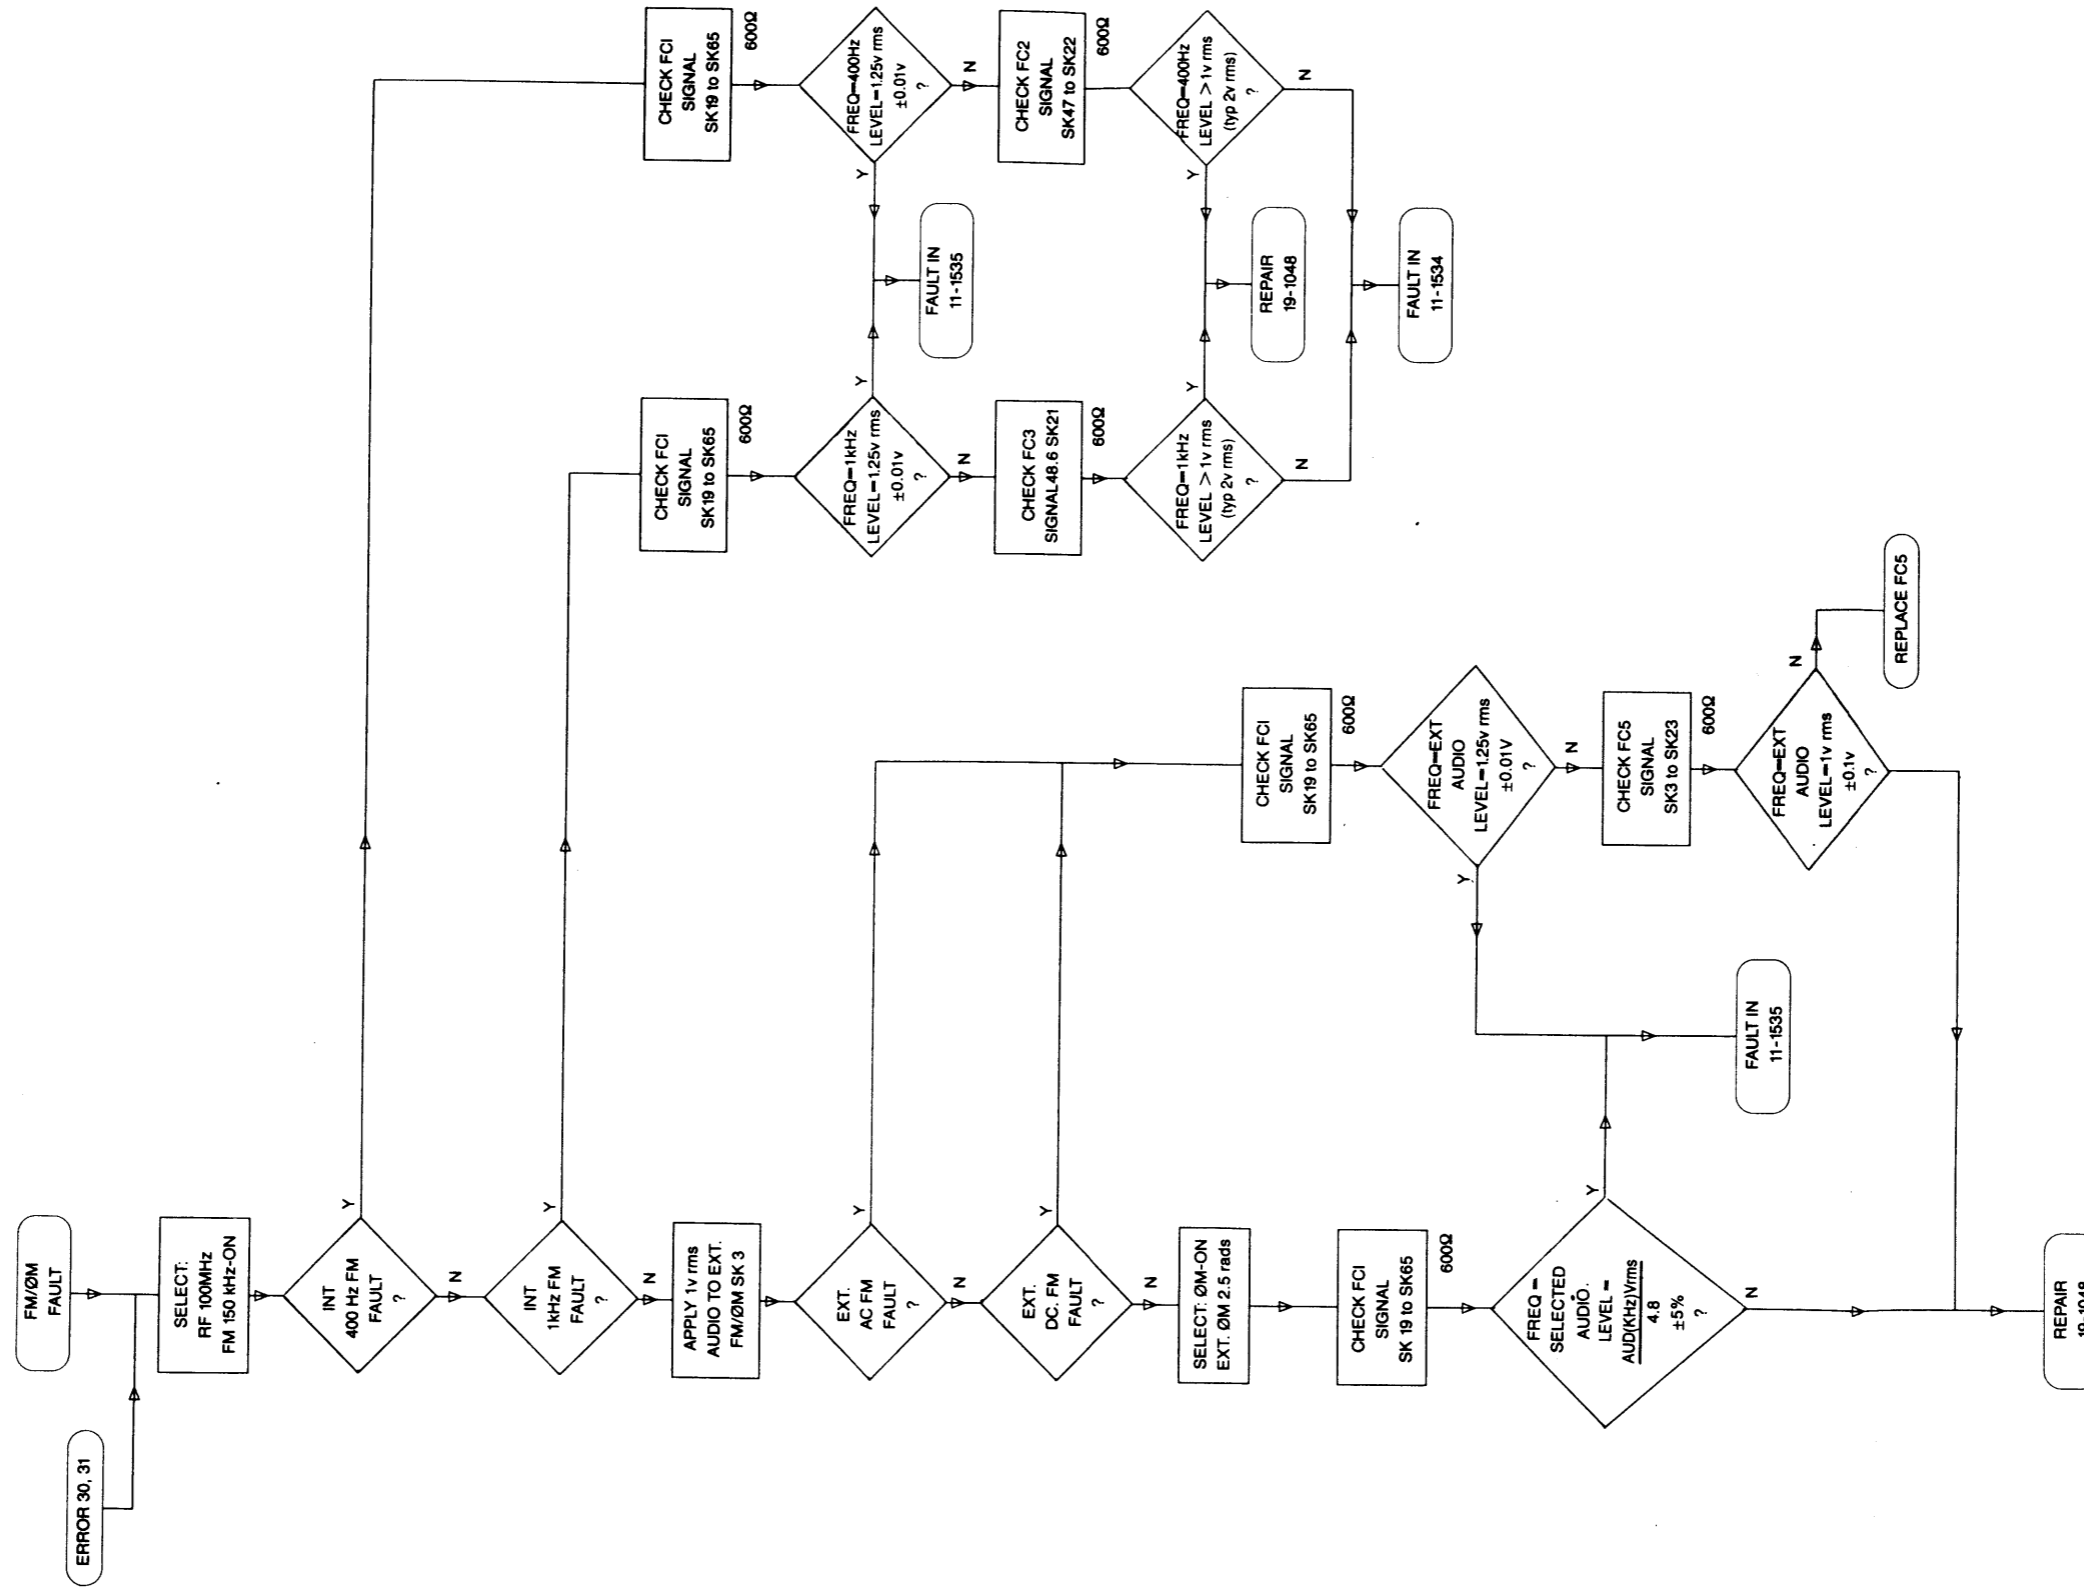 FM/ØM
FAULT
ERROR 30, 31
SELECT:
RF 100MHz
FM 150 kHz-ON
INT
400 Hz FM
FAULT
?
Y
N
INT
1kHz FM
FAULT
?
Y
N
APPLY 1v rms
AUDIO TO EXT.
FM/ØM SK 3
EXT.
AC FM
FAULT
?
Y
N
EXT.
DC. FM
FAULT
?
Y
N
SELECT: ØM-ON
EXT. ØM 2.5 rads
CHECK FCI
SIGNAL
SK 19 to SK65
600Ω
FREQ =
SELECTED
AUDIO.
LEVEL =
AUD(KHz)Vrms
4.8
±5%
?
Y
N
REPAIR
CHECK FCI
SIGNAL
SK19 to SK65
600Ω
FREQ=EXT
AUDIO
LEVEL=1.25v rms
±0.01V
?
Y
N
FAULT IN
11-1535
CHECK FC5
SIGNAL
SK3 to SK23
600Ω
FREQ=EXT
AUDIO
LEVEL=1v rms
±0.1v
?
N
REPLACE FC5
CHECK FCI
SIGNAL
SK19 to SK65
600Ω
FREQ=1kHz
LEVEL=1.25v rms
±0.01v
?
Y
N
CHECK FC3
SIGNAL48.6 SK21
600Ω
FREQ=1kHz
LEVEL > 1v rms
(typ 2v rms)
?
Y
N
FAULT IN
11-1535
REPAIR
19-1048
FAULT IN
11-1534
CHECK FCI
SIGNAL
SK19 to SK65
600Ω
FREQ=400Hz
LEVEL=1.25v rms
±0.01v
?
Y
N
CHECK FC2
SIGNAL
SK47 to SK22
600Ω
FREQ=400Hz
LEVEL > 1v rms
(typ 2v rms)
?
Y
N